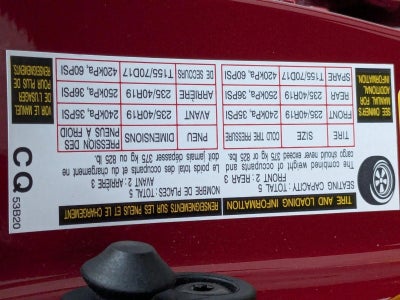 TIRE AND LOADING INFORMATION
RENSEIGNEMENTS SUR LES PNEUS ET LE CHARGEMENT
SEATING CAPACITY : TOTAL 5
FRONT 2 : REAR 3
NOMBRE DE PLACES : TOTAL 5
AVANT 2 : ARRIÈRE 3
The combined weight of occupants and
cargo should never exceed 375 kg or 825 lb.
Le poids total des occupants et du chargement
ne doit jamais dépasser 375 kg ou 825 lb.
TIRE SIZE COLD TIRE PRESSURE
FRONT 235/40R19 240kPa, 35PSI
REAR 235/40R19 250kPa, 36PSI
SPARE T155/70D17 420kPa, 60PSI
PNEU DIMENSIONS PRESSION DES PNEUS À FROID
AVANT 235/40R19 240kPa, 35PSI
ARRIÈRE 235/40R19 250kPa, 36PSI
DE SECOURS T155/70D17 420kPa, 60PSI
SEE OWNER'S
MANUAL FOR
ADDITIONAL
INFORMATION.
VOIR LE MANUEL
DE L'USAGER
POUR PLUS DE
RENSEIGNEMENTS
CQ
53B20